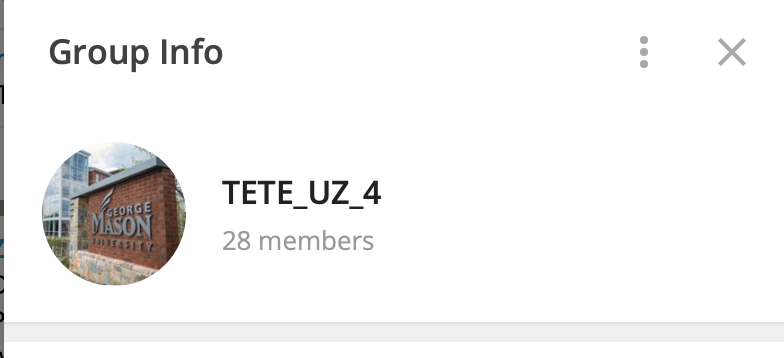 Group Info
TETE_UZ_4
28 members
GEORGE
MASON
UNIVERSITY